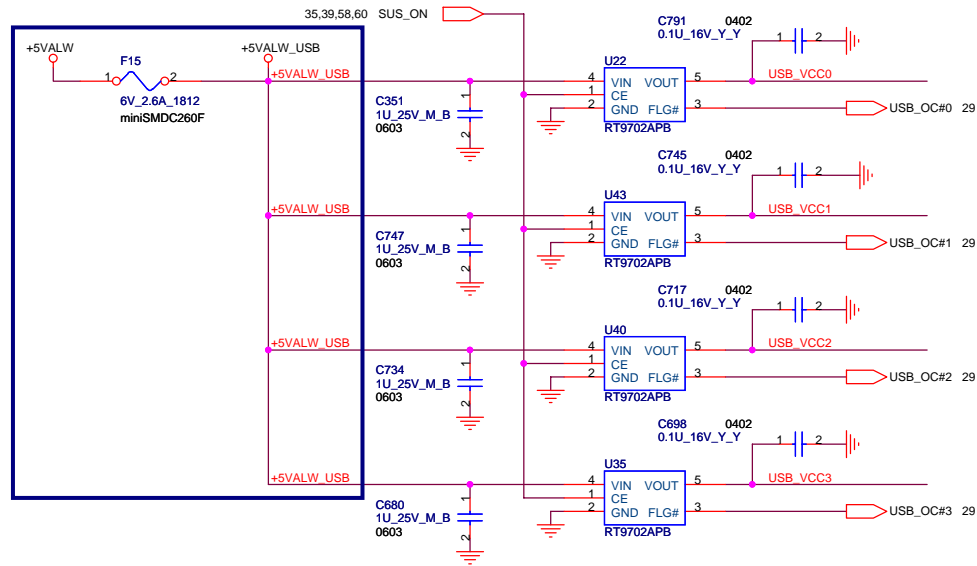 35,39,58,60 SUS_ON
+5VALW
+5VALW_USB
F15
1 2
6V_2.6A_1812
miniSMDC260F
+5VALW_USB
C351
1U_25V_M_B
0603
1
2
U22
4 VIN VOUT 5
1 CE
2 GND FLG# 3
RT9702APB
C791 0402
0.1U_16V_Y_Y
1 2
USB_VCC0
USB_OC#0 29
+5VALW_USB
C747
1U_25V_M_B
0603
1
2
U43
4 VIN VOUT 5
1 CE
2 GND FLG# 3
RT9702APB
C745 0402
0.1U_16V_Y_Y
1 2
USB_VCC1
USB_OC#1 29
+5VALW_USB
C734
1U_25V_M_B
0603
1
2
U40
4 VIN VOUT 5
1 CE
2 GND FLG# 3
RT9702APB
C717 0402
0.1U_16V_Y_Y
1 2
USB_VCC2
USB_OC#2 29
+5VALW_USB
C680
1U_25V_M_B
0603
1
2
U35
4 VIN VOUT 5
1 CE
2 GND FLG# 3
RT9702APB
C698 0402
0.1U_16V_Y_Y
1 2
USB_VCC3
USB_OC#3 29